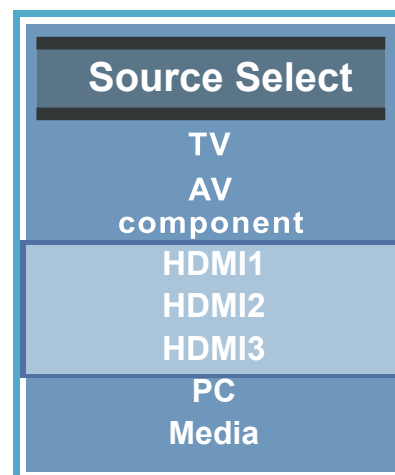 Source Select
TV
AV
component
HDMI1
HDMI2
HDMI3
PC
Media